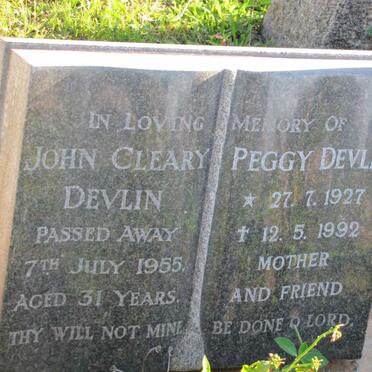 IN LOVING MEMORY OF
JOHN CLEARY
DEVLIN
PASSED AWAY
7TH JULY 1955.
AGED 31 YEARS.
PEGGY DEVL
★ 27. 7. 1927
✝ 12. 5. 1992
MOTHER
AND FRIEND
THY WILL NOT MINE BE DONE O LORD.